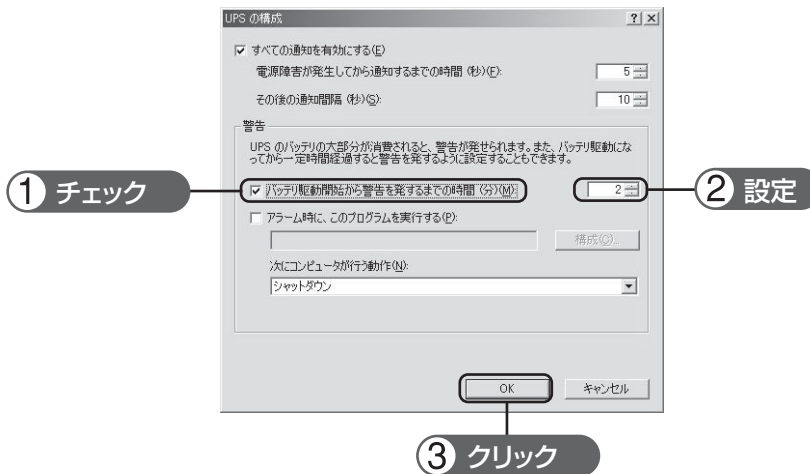 UPS の構成
? ×
すべての通知を有効にする(E)
電源障害が発生してから通知するまでの時間 (秒)(F): 5
その後の通知間隔 (秒)(S): 10
警告
UPS のバッテリの大部分が消費されると、警告が発せられます。また、バッテリ駆動にな
ってから一定時間経過すると警告を発するように設定することもできます。
① チェック
バッテリ駆動開始から警告を発するまでの時間 (分)(M): 2
② 設定
アラーム時に、このプログラムを実行する(P):
構成(C)...
次にコンピュータが行う動作(N):
シャットダウン
OK キャンセル
③ クリック